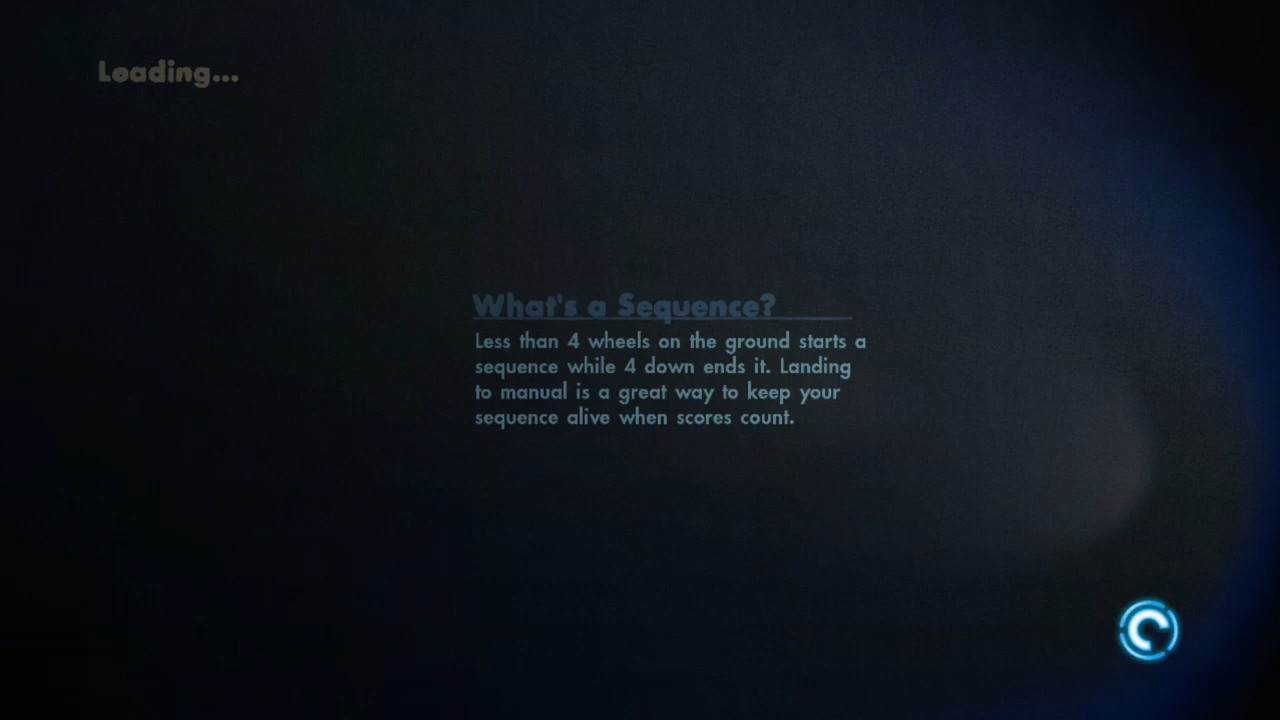 Loading...
What's a Sequence?
Less than 4 wheels on the ground starts a
sequence while 4 down ends it. Landing
to manual is a great way to keep your
sequence alive when scores count.